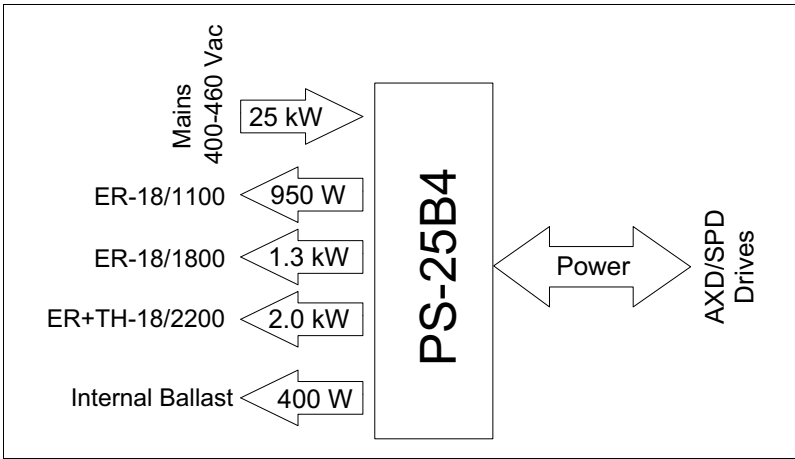 Mains
400-460 Vac
25 kW
ER-18/1100
950 W
ER-18/1800
1.3 kW
ER+TH-18/2200
2.0 kW
Internal Ballast
400 W
PS-25B4
Power
AXD/SPD
Drives